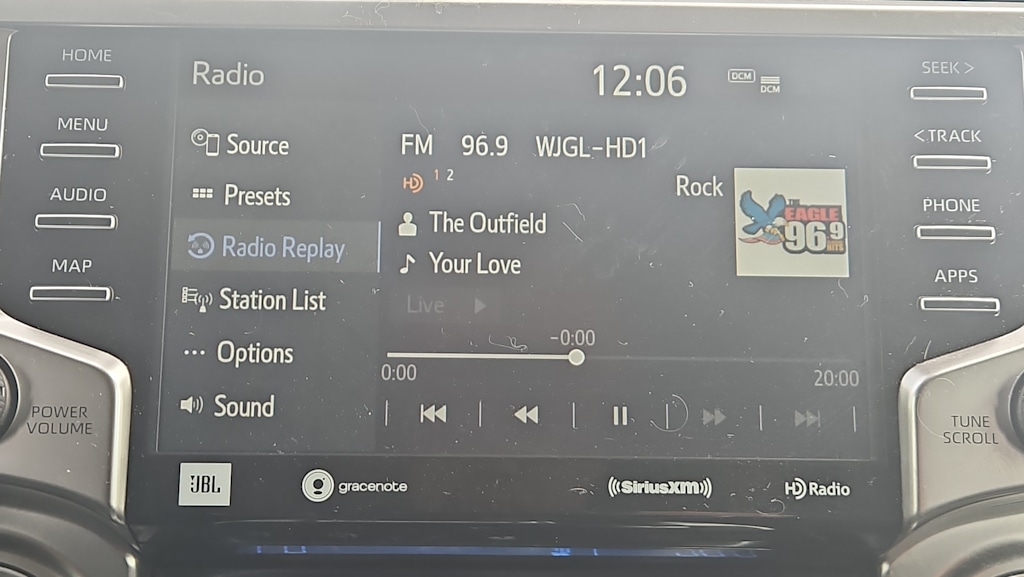 HOME
MENU
AUDIO
MAP
POWER
VOLUME
Radio
12:06
DCM
DCM
Source
Presets
Radio Replay
Station List
Options
Sound
FM 96.9 WJGL-HD1
HD 1 2
Rock
THE
EAGLE
96.9
HITS
The Outfield
Your Love
Live
-0:00
0:00
20:00
SEEK >
< TRACK
PHONE
APPS
TUNE
SCROLL
JBL
g gracenote
((SiriusXM))
HD Radio